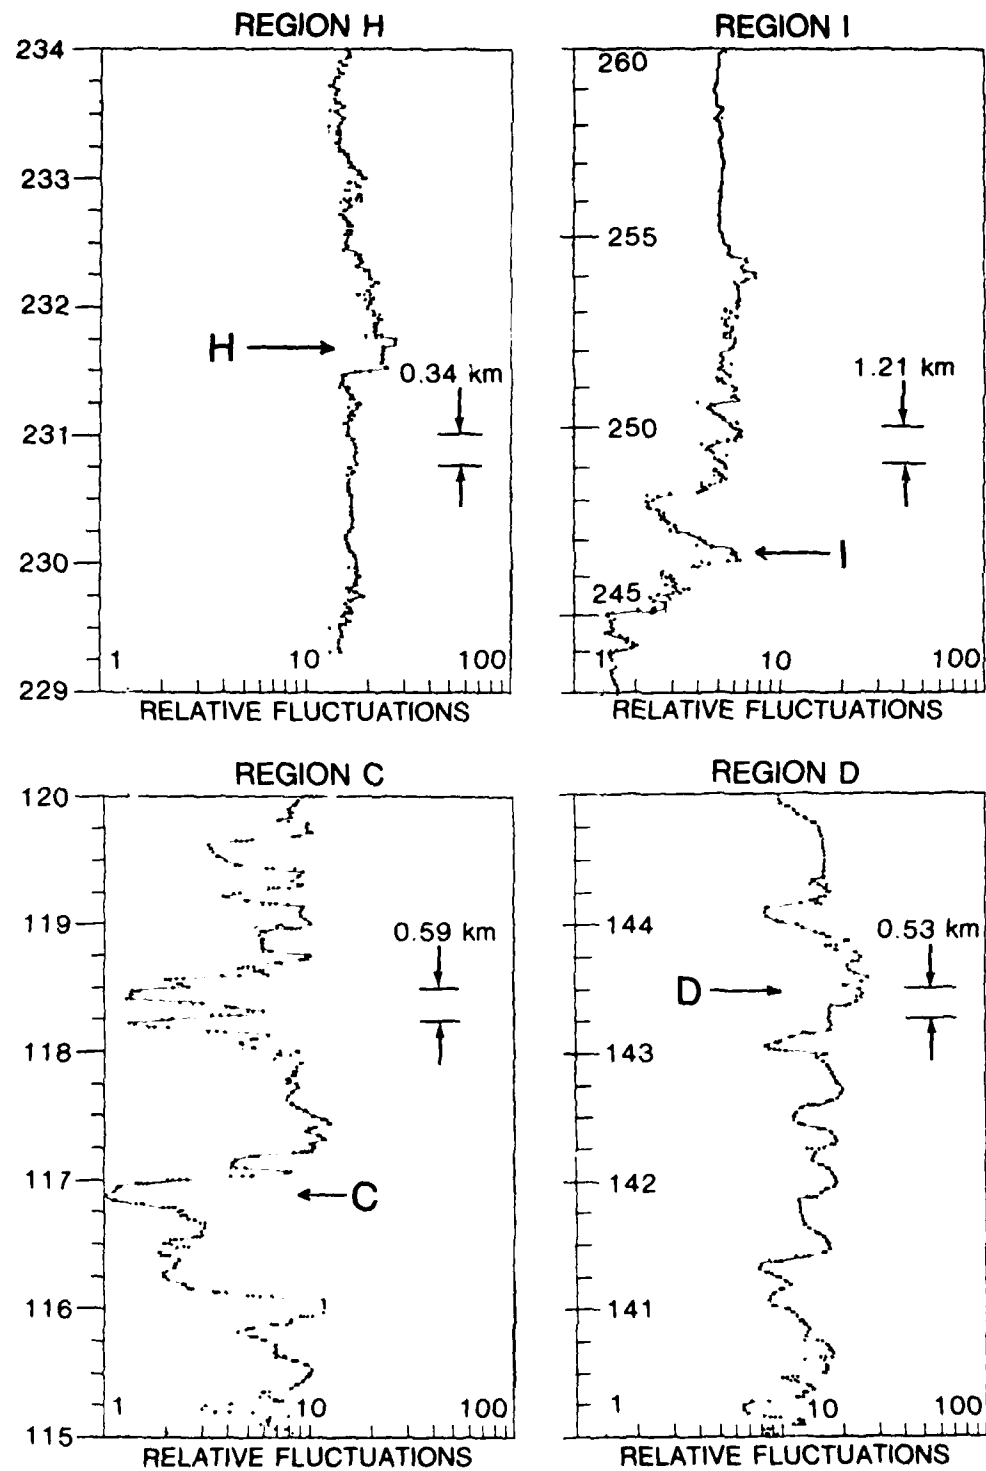 REGION H
234
233
232
231
230
229
H
0.34 km
1 10 100
RELATIVE FLUCTUATIONS
REGION I
260
255
250
245
1.21 km
I
1 10 100
RELATIVE FLUCTUATIONS
REGION C
120
119
118
117
116
115
0.59 km
C
1 10 100
RELATIVE FLUCTUATIONS
REGION D
144
143
142
141
0.53 km
D
1 10 100
RELATIVE FLUCTUATIONS